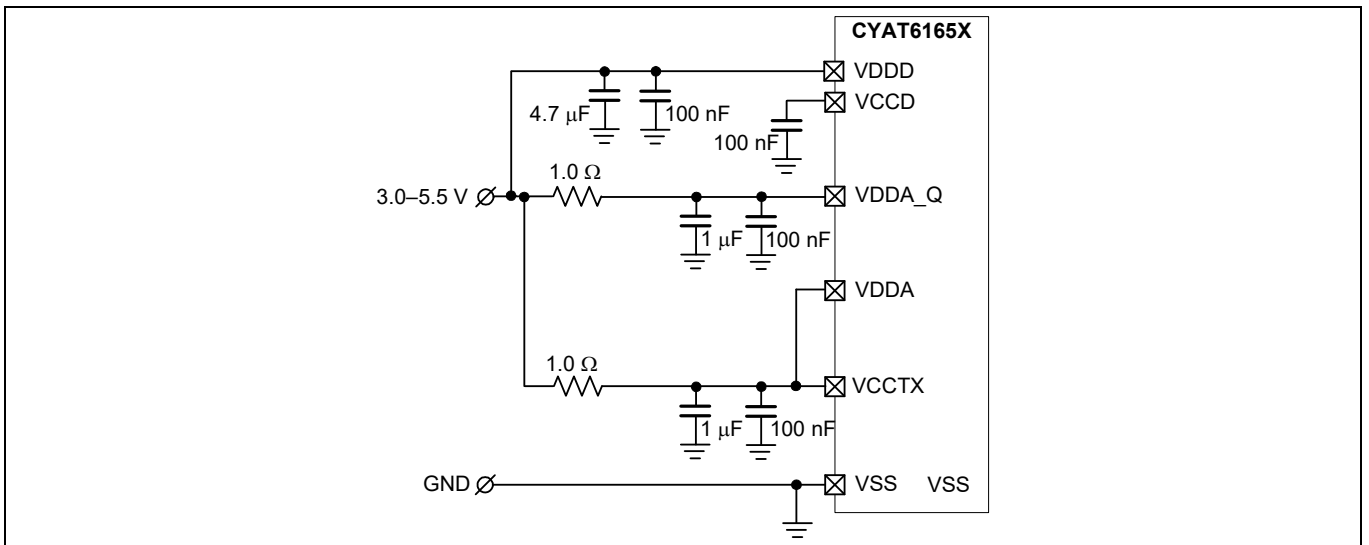 CYAT6165X
VDDD
VCCD
4.7 μF
100 nF
100 nF
1.0 Ω
3.0–5.5 V
VDDA_Q
1 μF
100 nF
VDDA
1.0 Ω
VCCTX
1 μF
100 nF
GND
VSS VSS